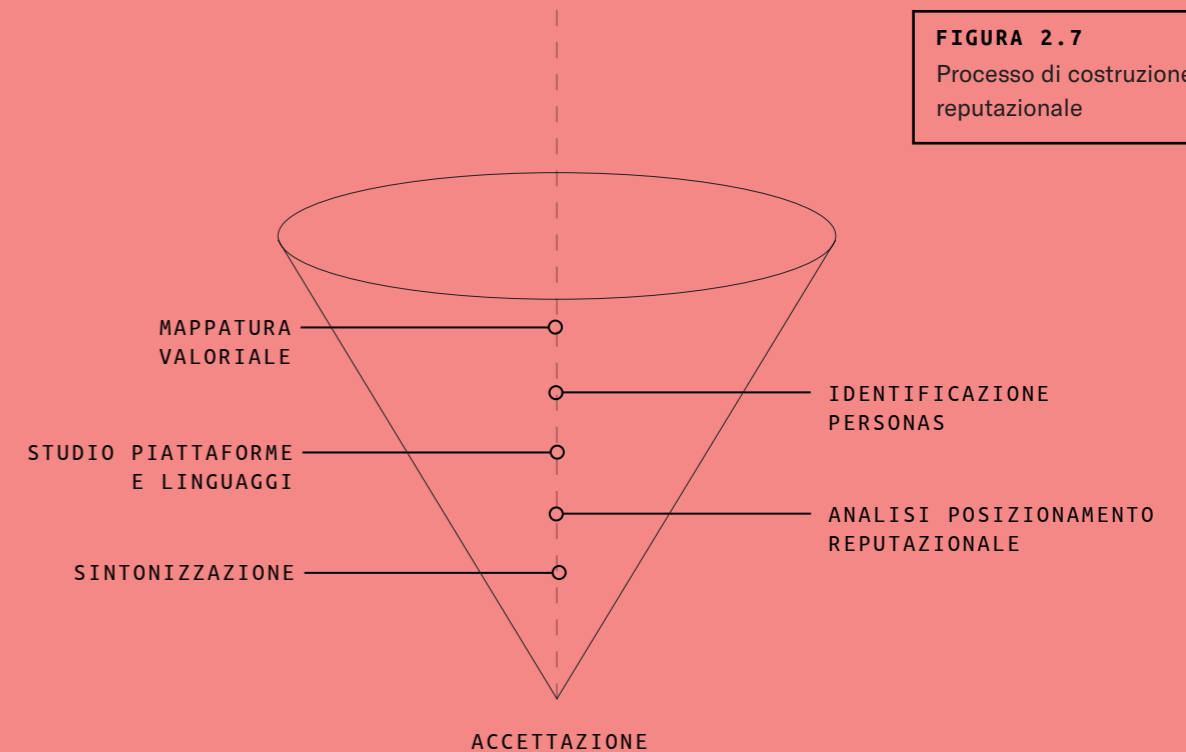 FIGURA 2.7
Processo di costruzione
reputazionale
MAPPATURA
VALORIALE
IDENTIFICAZIONE
PERSONAS
STUDIO PIATTAFORME
E LINGUAGGI
ANALISI POSIZIONAMENTO
REPUTAZIONALE
SINTONIZZAZIONE
ACCETTAZIONE